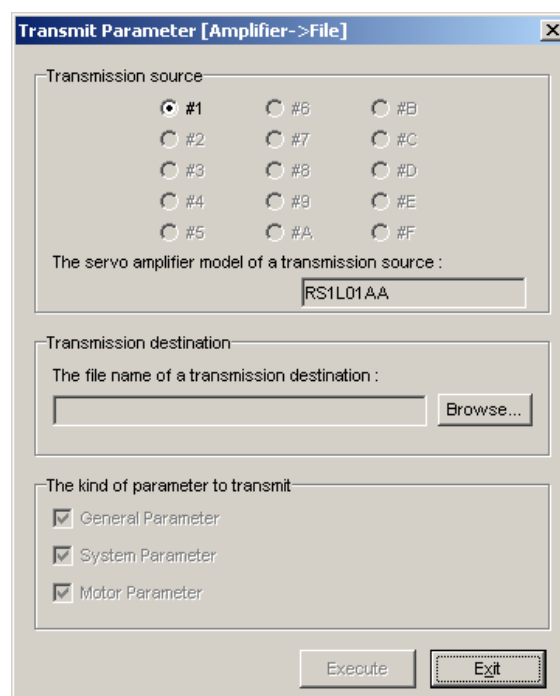 Transmit Parameter [Amplifier->File]
Transmission source
#1 #6 #B
#2 #7 #C
#3 #8 #D
#4 #9 #E
#5 #A #F
The servo amplifier model of a transmission source :
RS1L01AA
Transmission destination
The file name of a transmission destination :
Browse...
The kind of parameter to transmit
General Parameter
System Parameter
Motor Parameter
Execute Exit